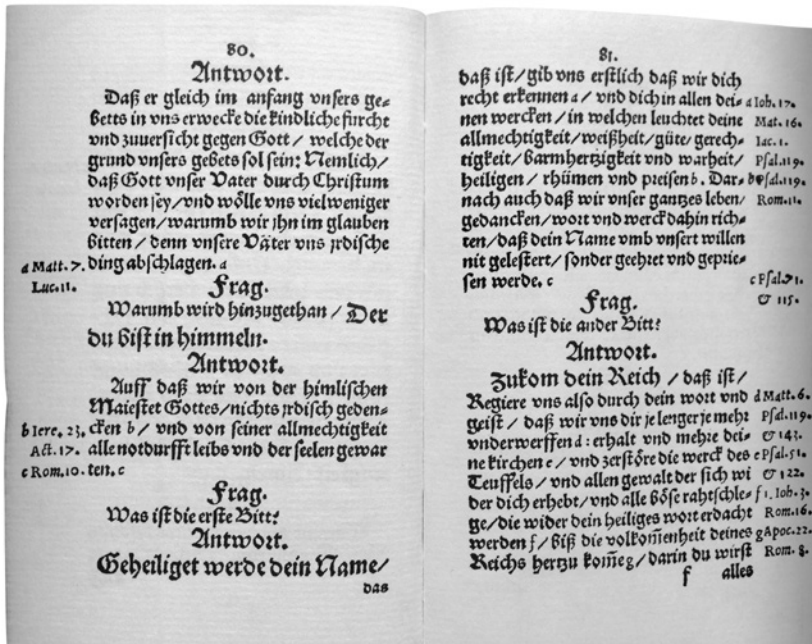 80.
Antwort.
Daß er gleich im anfang vnsers ge⸗
betts in vns erwecke die kindliche furcht
vnd zuuersicht gegen Gott / welche der
grund vnsers gebets sol sein: Nemlich /
daß Gott vnser Vater durch Christum
worden sey / vnd wölle vns viel weniger
versagen / warumb wir jhn im glauben
bitten / denn vnsere Väter vns jrdische
a Matt. 7. ding abschlagen. a
Luc. 11.
Frag.
Warumb wird hinzugethan / Der
du bist in himmeln.
Antwort.
Auff daß wir von der himlischen
Maiestet Gottes / nichts jrdisch geden⸗
b Iere. 23. cken b / vnd von seiner allmechtigkeit
Act. 17. alle notdurfft leibs vnd der seelen gewar
c Rom. 10. ten. c
Frag.
Was ist die erste Bitt?
Antwort.
Geheiliget werde dein Name /
das
81.
daß ist / gib vns erstlich daß wir dich
recht erkennen a / vnd dich in allen dei⸗ a Ioh. 17.
nen wercken / in welchen leuchtet deine Mat. 16.
allmechtigkeit / weißheit / güte / gerech⸗ Iac. 1.
tigkeit / barmhertzigkeit vnd warheit / Psal. 119.
heiligen / rhümen vnd preisen b. Dar⸗ b Psal. 119.
nach auch daß wir vnser gantzes leben / Rom. 11.
gedancken / wort vnd werck dahin rich⸗
ten / daß dein Name vmb vnsert willen
nit gelestert / sonder geehret vnd geprie⸗
sen werde. c c Psal. 71.
Frag. & 115.
Was ist die ander Bitt?
Antwort.
Zukom dein Reich / daß ist /
Regiere vns also durch dein wort vnd d Matt. 6.
geist / daß wir vns dir je lenger je mehr Psal. 119.
vnderwerffen d : erhalt vnd mehre dei⸗ & 143.
ne kirchen e / vnd zerstöre die werck des e Psal. 51.
Teuffels / vnd allen gewalt der sich wi & 122.
der dich erhebt / vnd alle böse rahtschle⸗ f 1. Ioh. 3.
ge / die wider dein heiliges wort erdacht Rom. 16.
werden f / biß die volkom̄enheit deines g Apoc. 22.
Reichs hertzu kom̄e g / darin du wirst Rom. 8.
f alles